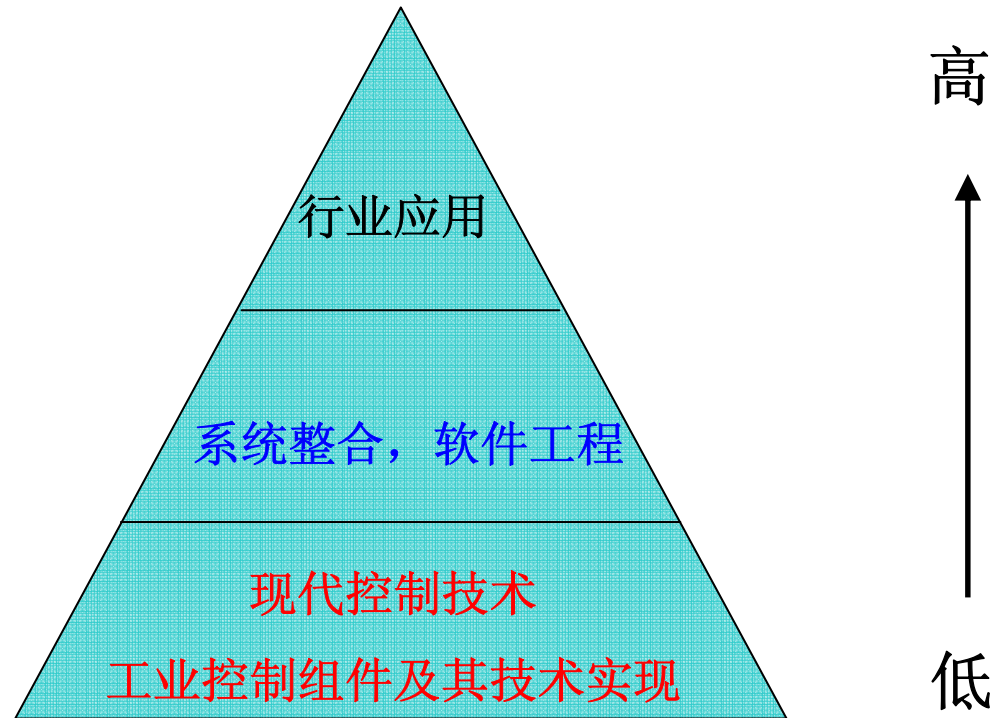 高
行业应用
系统整合，软件工程
现代控制技术
工业控制组件及其技术实现
低